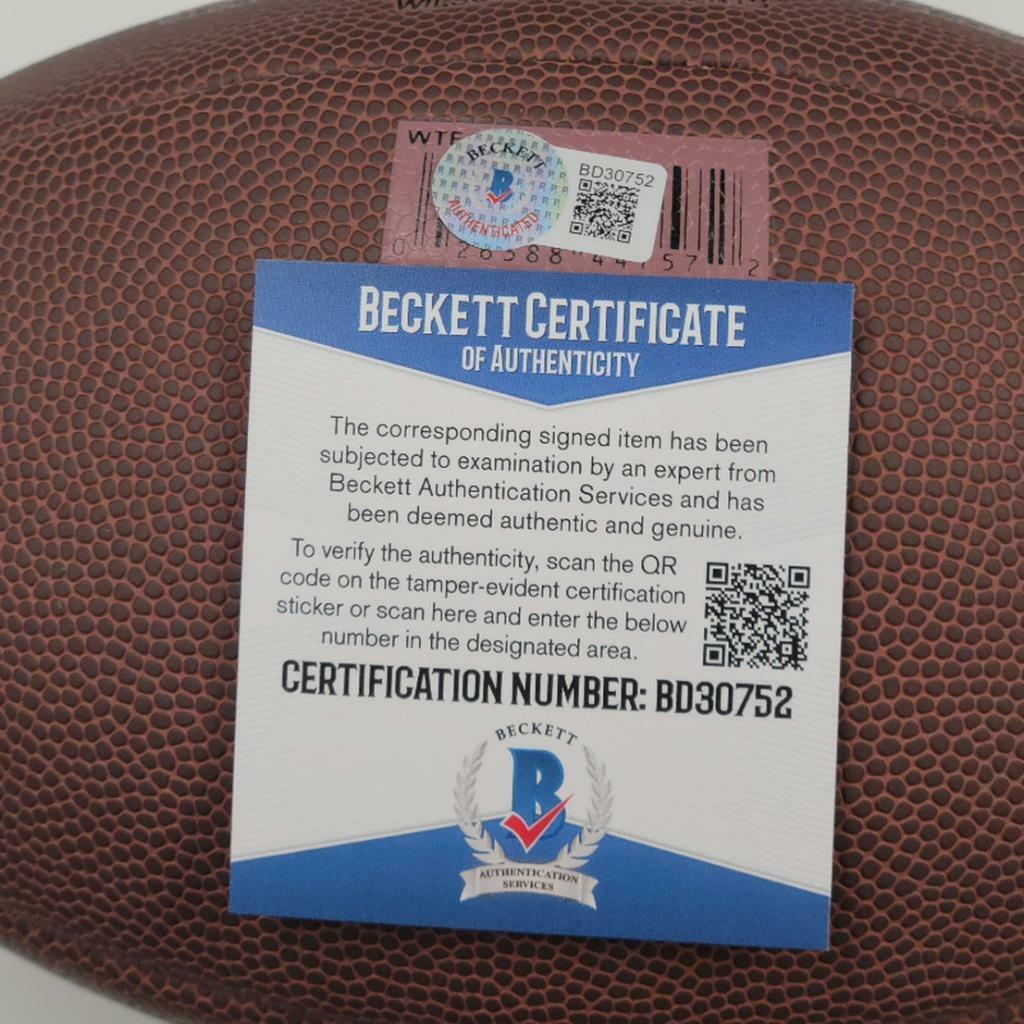 WTF
BECKETT
AUTHENTICATED
BD30752
BECKETT CERTIFICATE
OF AUTHENTICITY
The corresponding signed item has been
subjected to examination by an expert from
Beckett Authentication Services and has
been deemed authentic and genuine.
To verify the authenticity, scan the QR
code on the tamper-evident certification
sticker or scan here and enter the below
number in the designated area.
CERTIFICATION NUMBER: BD30752
BECKETT
B
AUTHENTICATION
SERVICES